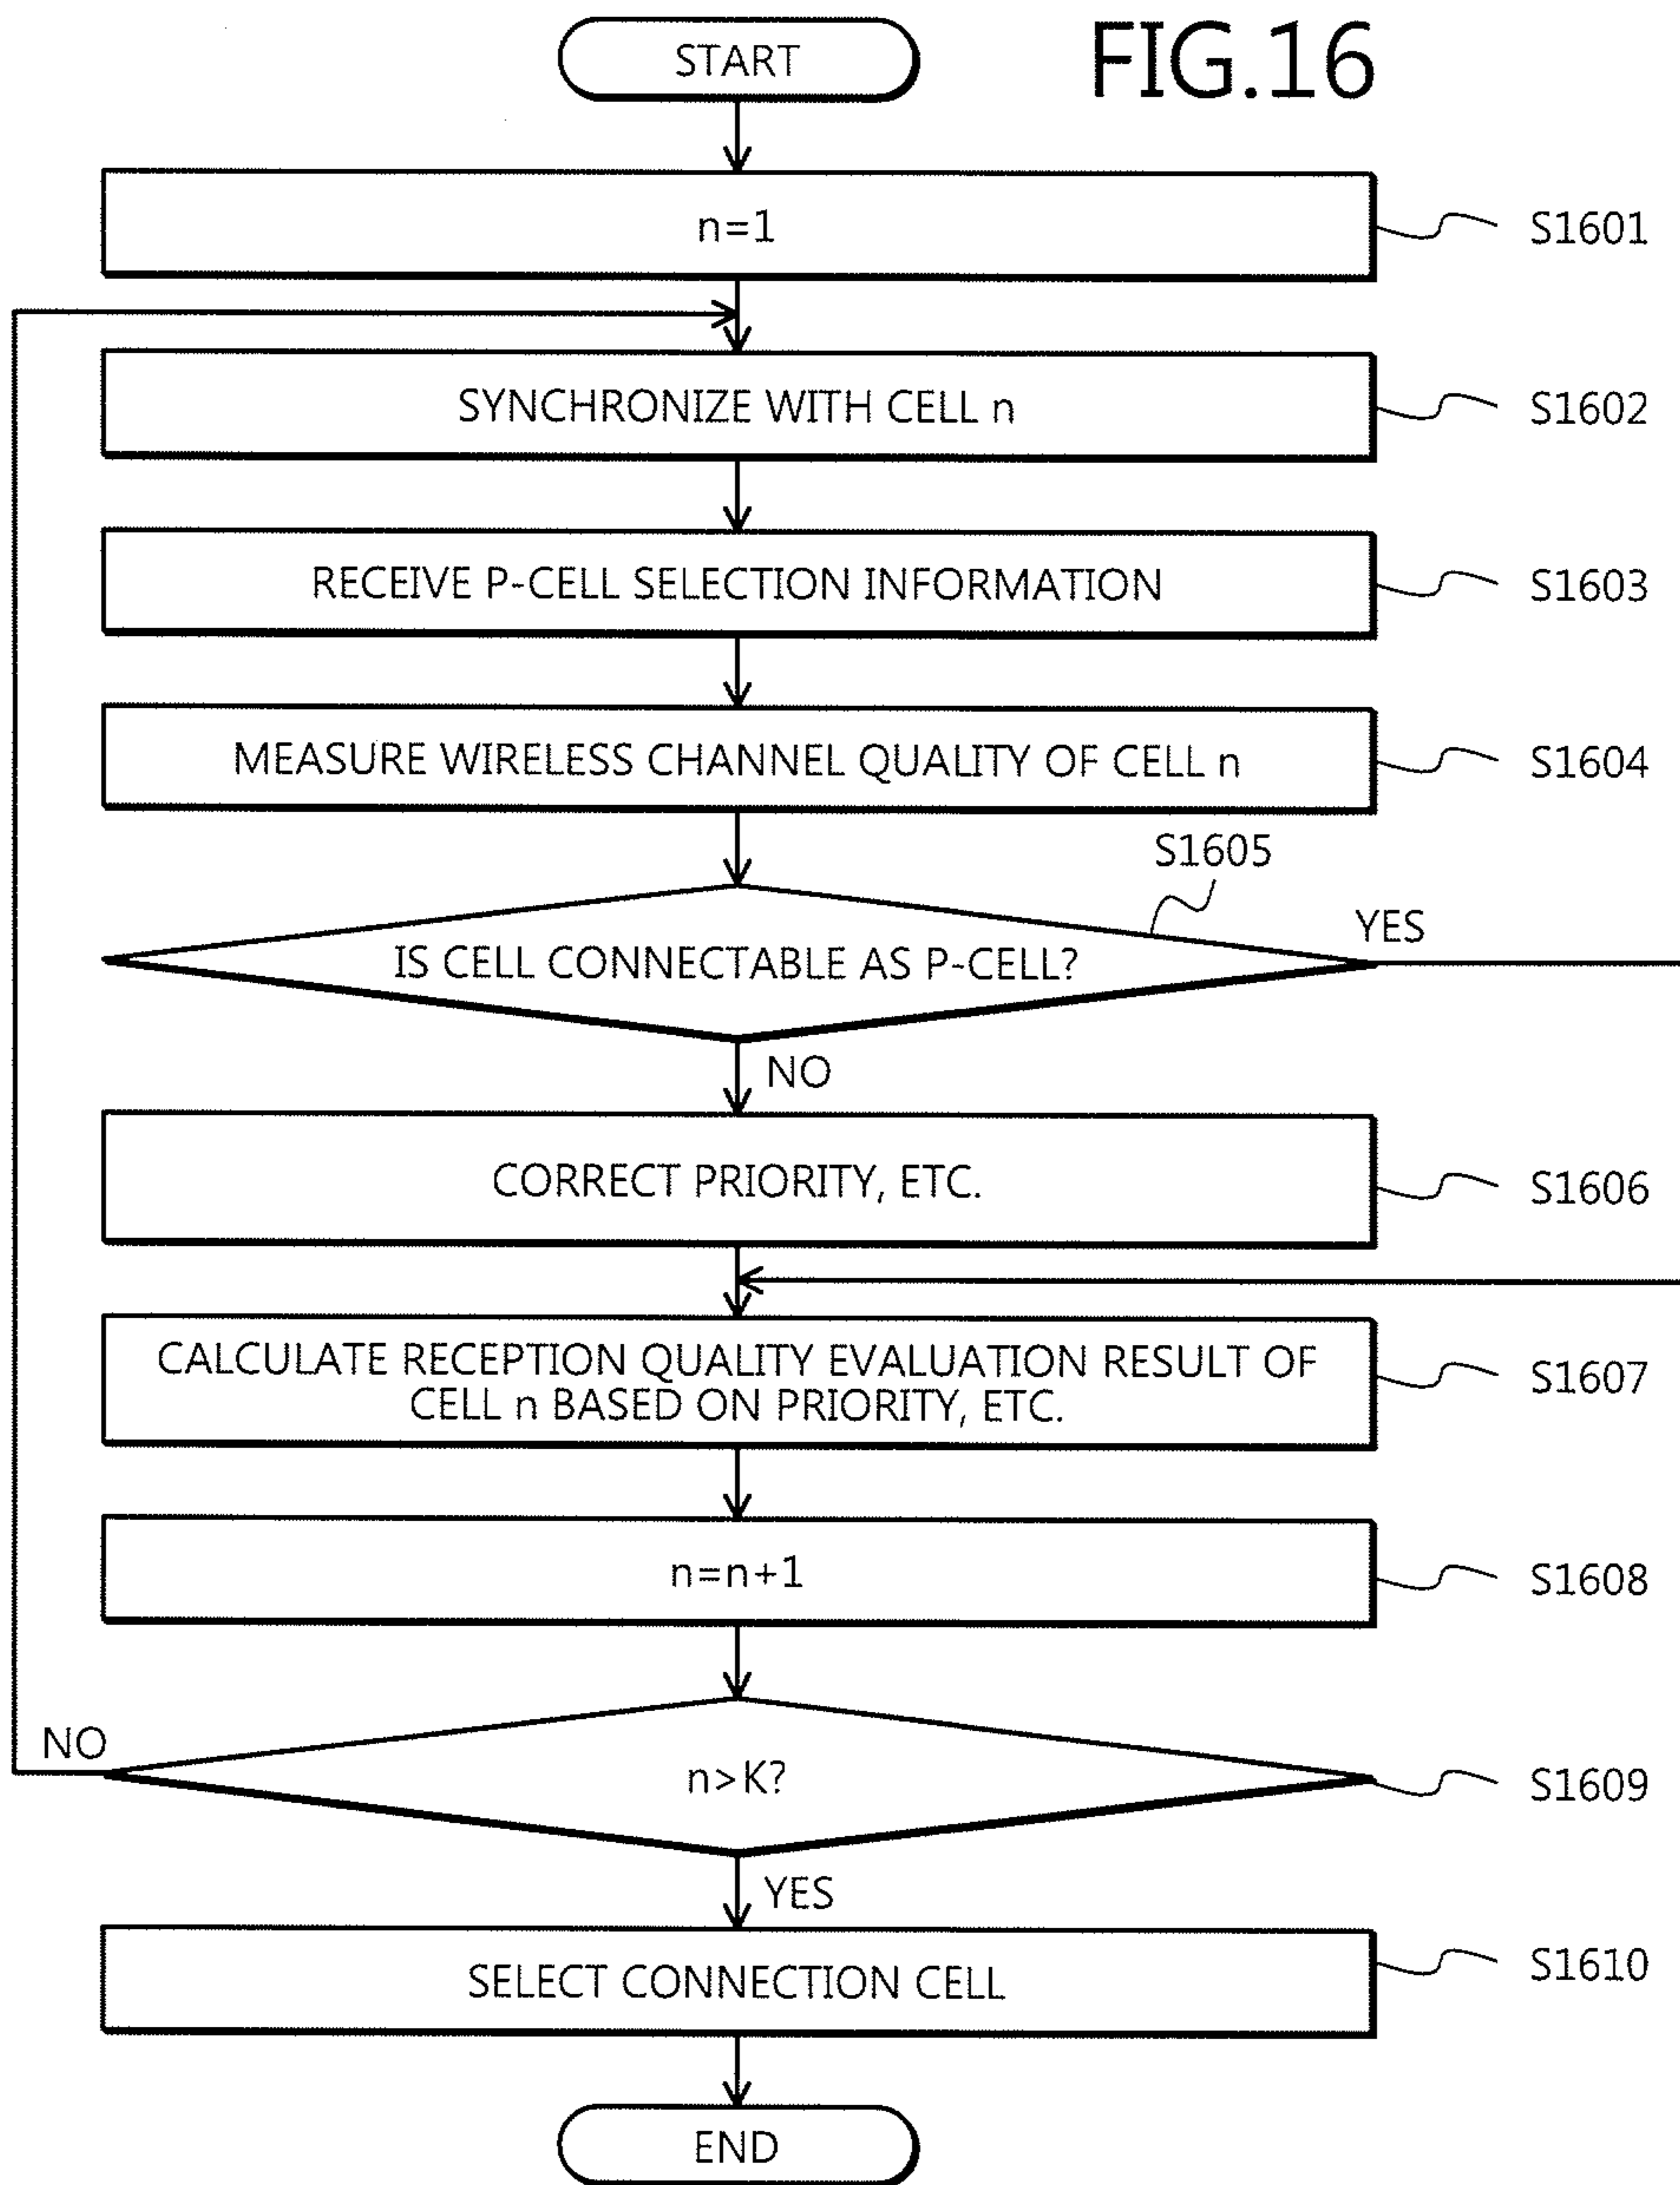 FIG.16
START
n=1
S1601
SYNCHRONIZE WITH CELL n
S1602
RECEIVE P-CELL SELECTION INFORMATION
S1603
MEASURE WIRELESS CHANNEL QUALITY OF CELL n
S1604
S1605
IS CELL CONNECTABLE AS P-CELL?
YES
NO
CORRECT PRIORITY, ETC.
S1606
CALCULATE RECEPTION QUALITY EVALUATION RESULT OF
CELL n BASED ON PRIORITY, ETC.
S1607
n=n+1
S1608
NO
n>K?
S1609
YES
SELECT CONNECTION CELL
S1610
END